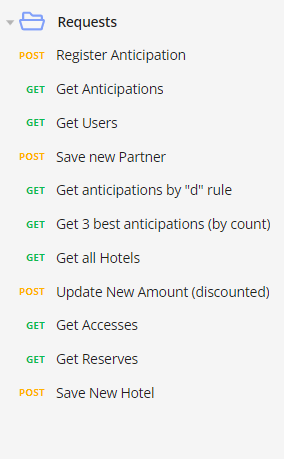 Requests
POST Register Anticipation
GET Get Anticipations
GET Get Users
POST Save new Partner
GET Get anticipations by "d" rule
GET Get 3 best anticipations (by count)
GET Get all Hotels
POST Update New Amount (discounted)
GET Get Accesses
GET Get Reserves
POST Save New Hotel